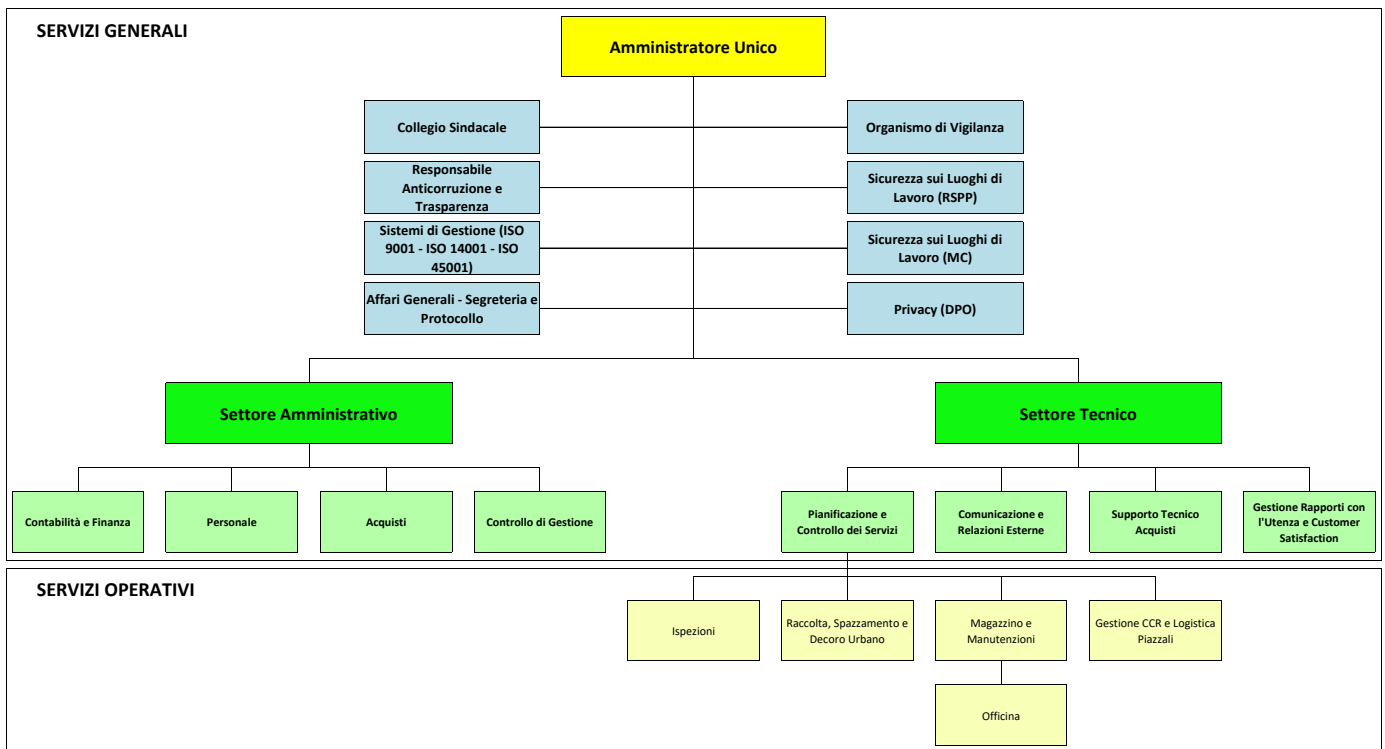 SERVIZI GENERALI
Amministratore Unico
Collegio Sindacale
Organismo di Vigilanza
Responsabile
Anticorruzione e
Trasparenza
Sicurezza sui Luoghi di
Lavoro (RSPP)
Sistemi di Gestione (ISO
9001 - ISO 14001 - ISO
45001)
Sicurezza sui Luoghi di
Lavoro (MC)
Affari Generali - Segreteria e
Protocollo
Privacy (DPO)
Settore Amministrativo
Settore Tecnico
Contabilità e Finanza
Personale
Acquisti
Controllo di Gestione
Pianificazione e
Controllo dei Servizi
Comunicazione e
Relazioni Esterne
Supporto Tecnico
Acquisti
Gestione Rapporti con
l'Utenza e Customer
Satisfaction
SERVIZI OPERATIVI
Ispezioni
Raccolta, Spazzamento e
Decoro Urbano
Magazzino e
Manutenzioni
Gestione CCR e Logistica
Piazzali
Officina